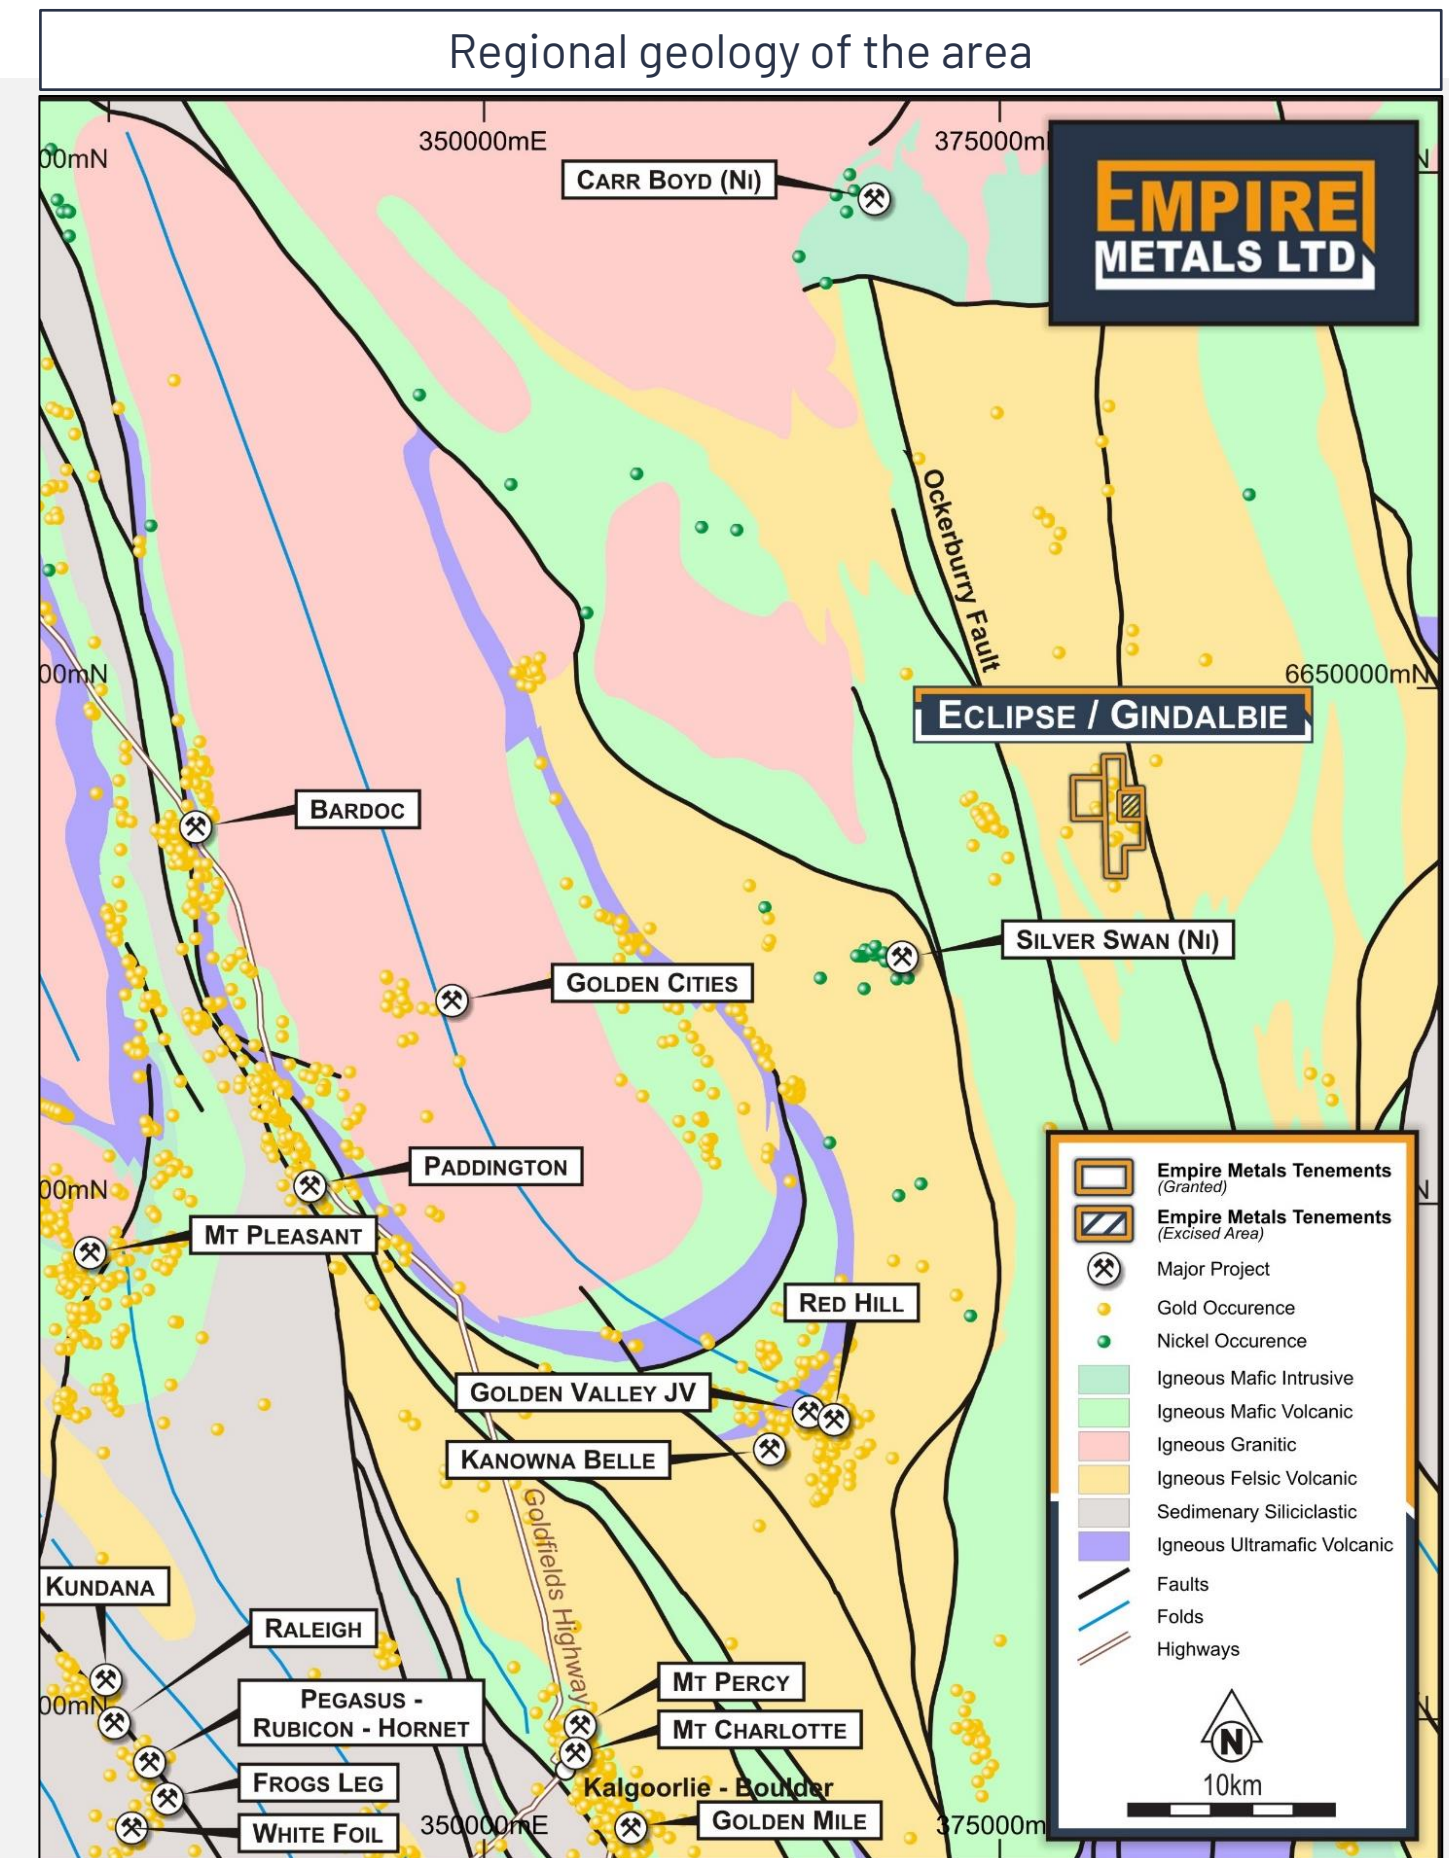 Regional geology of the area
350000mE
375000m
00mN
N
CARR BOYD (NI)
EMPIRE
METALS LTD
Ockerburry Fault
00mN
6650000mN
ECLIPSE / GINDALBIE
BARDOC
SILVER SWAN (NI)
GOLDEN CITIES
PADDINGTON
00mN
N
MT PLEASANT
RED HILL
GOLDEN VALLEY JV
KANOWNA BELLE
Goldfields Highway
KUNDANA
RALEIGH
PEGASUS -
RUBICON - HORNET
00mN
N
MT PERCY
MT CHARLOTTE
FROGS LEG
Kalgoorlie - Boulder
WHITE FOIL
GOLDEN MILE
350000mE
375000m
Empire Metals Tenements
(Granted)
Empire Metals Tenements
(Excised Area)
Major Project
Gold Occurence
Nickel Occurence
Igneous Mafic Intrusive
Igneous Mafic Volcanic
Igneous Granitic
Igneous Felsic Volcanic
Sedimenary Siliciclastic
Igneous Ultramafic Volcanic
Faults
Folds
Highways
N
10km